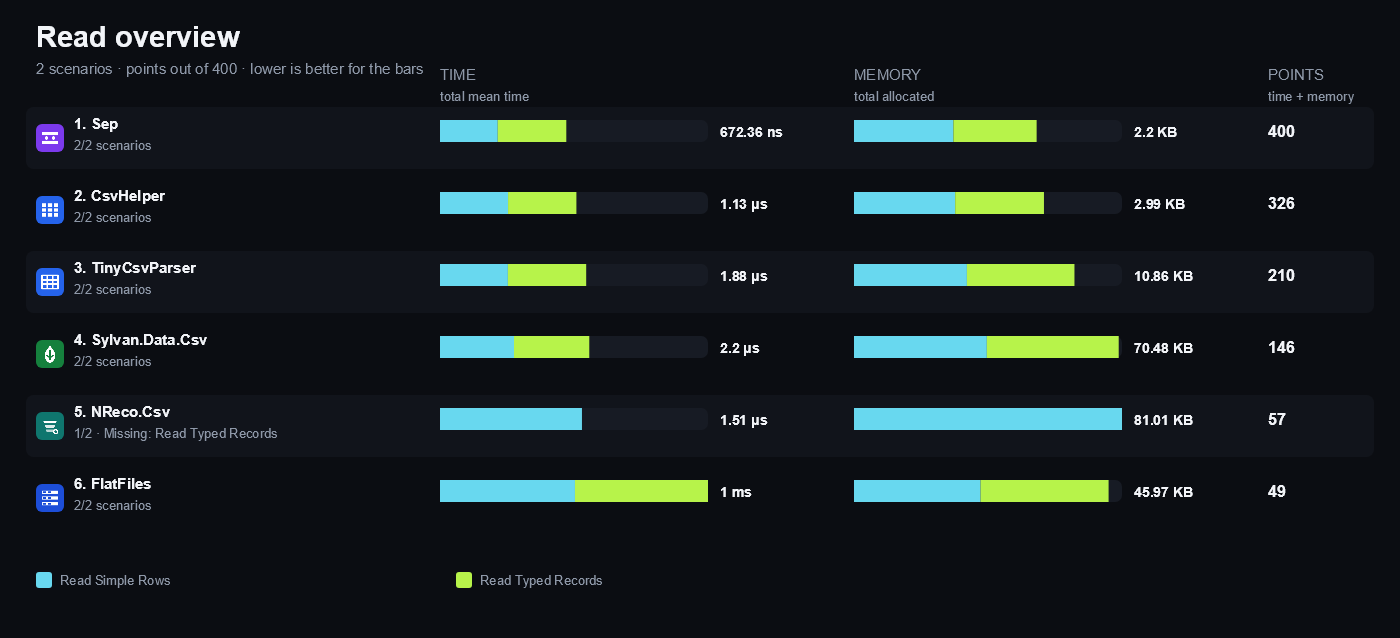 Read overview
2 scenarios · points out of 400 · lower is better for the bars
TIME
total mean time
MEMORY
total allocated
POINTS
time + memory
1. Sep
2/2 scenarios
672.36 ns
2.2 KB
400
2. CsvHelper
2/2 scenarios
1.13 µs
2.99 KB
326
3. TinyCsvParser
2/2 scenarios
1.88 µs
10.86 KB
210
4. Sylvan.Data.Csv
2/2 scenarios
2.2 µs
70.48 KB
146
5. NReco.Csv
1/2 · Missing: Read Typed Records
1.51 µs
81.01 KB
57
6. FlatFiles
2/2 scenarios
1 ms
45.97 KB
49
Read Simple Rows
Read Typed Records